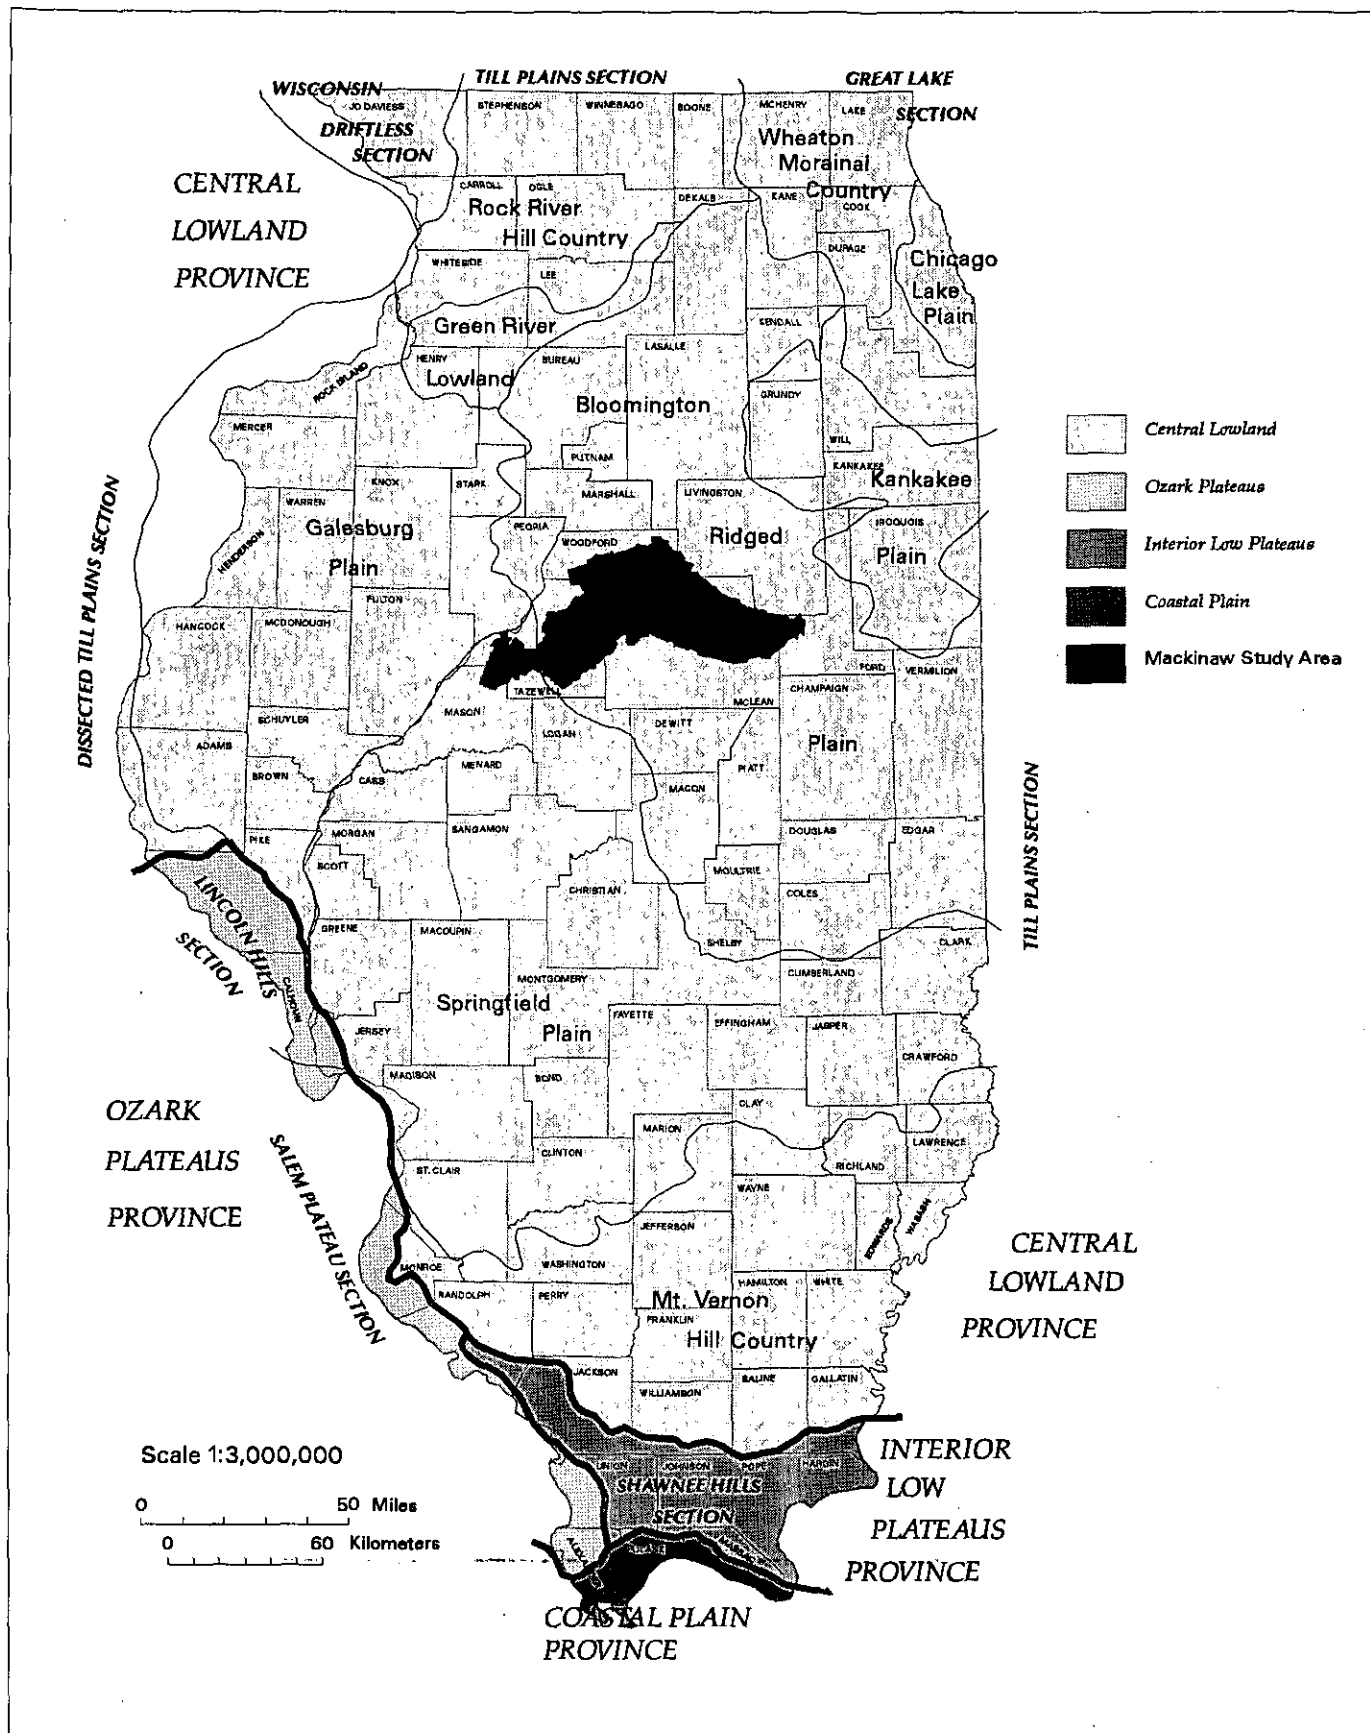 WISCONSIN
DRIFTLESS
SECTION
TILL PLAINS SECTION
GREAT LAKE
SECTION
JO DAVIESS
STEPHENSON
WINNEBAGO
BOONE
MCHENRY
LAKE
Wheaton
Morainal
Country
CENTRAL
LOWLAND
PROVINCE
CARROLL
OGLE
DEKALB
KANE
COOK
Rock River
Hill Country
DUPAGE
WHITESIDE
LEE
Chicago
Lake
Plain
Green River
Lowland
KENDALL
LASALLE
HENRY
BUREAU
ROCK ISLAND
Bloomington
GRUNDY
MERCER
WILL
PUTNAM
KANKAKEE
Kankakee
Plain
KNOX
STARK
MARSHALL
LIVINGSTON
WARREN
Galesburg
Plain
PEORIA
WOODFORD
Ridged
IROQUOIS
HENDERSON
FULTON
HANCOCK
MCDONOUGH
DISSECTED TILL PLAINS SECTION
FORD
VERMILION
TAZEWELL
MCLEAN
CHAMPAIGN
MASON
SCHUYLER
LOGAN
DEWITT
Plain
ADAMS
BROWN
CASS
MENARD
PIATT
MACON
PIKE
MORGAN
SANGAMON
DOUGLAS
EDGAR
TILL PLAINS SECTION
SCOTT
CHRISTIAN
MOULTRIE
COLES
LINCOLN HILLS
SECTION
GREENE
MACOUPIN
SHELBY
CLARK
CALHOUN
MONTGOMERY
CUMBERLAND
Springfield
Plain
JERSEY
FAYETTE
EFFINGHAM
JASPER
CRAWFORD
MADISON
BOND
CLAY
OZARK
PLATEAUS
PROVINCE
MARION
CLINTON
RICHLAND
LAWRENCE
SALEM PLATEAU SECTION
ST. CLAIR
WAYNE
EDWARDS
WABASH
JEFFERSON
CENTRAL
LOWLAND
PROVINCE
MONROE
WASHINGTON
RANDOLPH
PERRY
HAMILTON
WHITE
Mt. Vernon
Hill Country
FRANKLIN
JACKSON
WILLIAMSON
SALINE
GALLATIN
INTERIOR
LOW
PLATEAUS
PROVINCE
UNION
JOHNSON
POPE
HARDIN
SHAWNEE HILLS
SECTION
COASTAL PLAIN
PROVINCE
Scale 1:3,000,000
0 50 Miles
0 60 Kilometers
Central Lowland
Ozark Plateaus
Interior Low Plateaus
Coastal Plain
Mackinaw Study Area